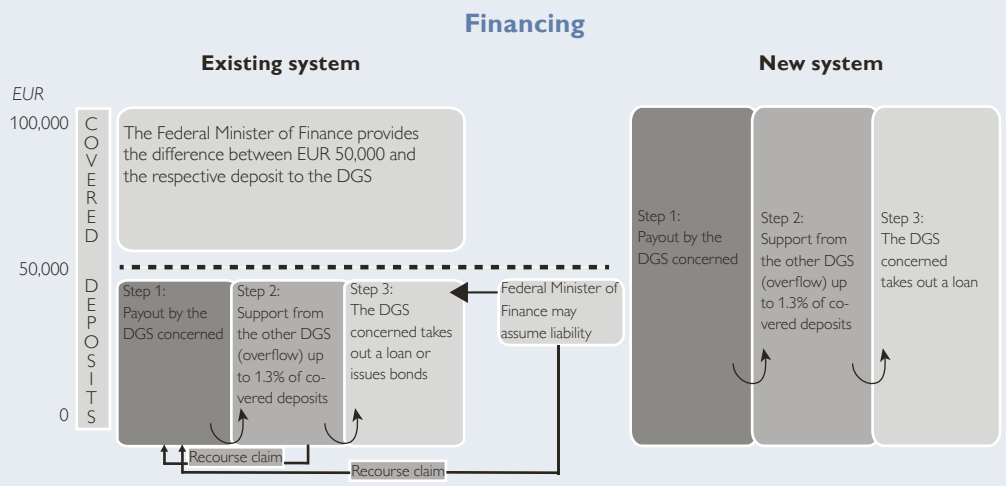 Financing
Existing system
New system
EUR
100,000
50,000
0
COVERED DEPOSITS
The Federal Minister of Finance provides
the difference between EUR 50,000 and
the respective deposit to the DGS
Step 1:
Payout by the
DGS concerned
Step 2:
Support from
the other DGS
(overflow) up
to 1.3% of co-
vered deposits
Step 3:
The DGS
concerned takes
out a loan or
issues bonds
Federal Minister of
Finance may
assume liability
Recourse claim
Recourse claim
Step 1:
Payout by the
DGS concerned
Step 2:
Support from
the other DGS
(overflow) up
to 1.3% of co-
vered deposits
Step 3:
The DGS
concerned
takes out a loan